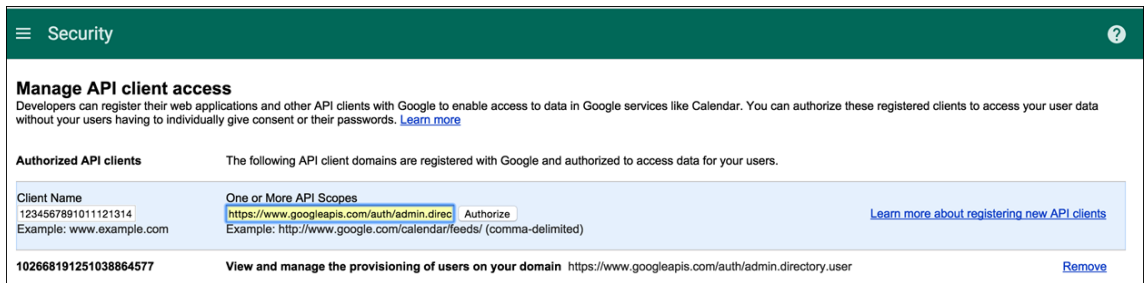 Security
Manage API client access
Developers can register their web applications and other API clients with Google to enable access to data in Google services like Calendar. You can authorize these registered clients to access your user data
without your users having to individually give consent or their passwords. Learn more
Authorized API clients The following API client domains are registered with Google and authorized to access data for your users.
Client Name One or More API Scopes
1234567891011121314 https://www.googleapis.com/auth/admin.direc Authorize Learn more about registering new API clients
Example: www.example.com Example: http://www.google.com/calendar/feeds/ (comma-delimited)
102668191251038864577 View and manage the provisioning of users on your domain https://www.googleapis.com/auth/admin.directory.user Remove